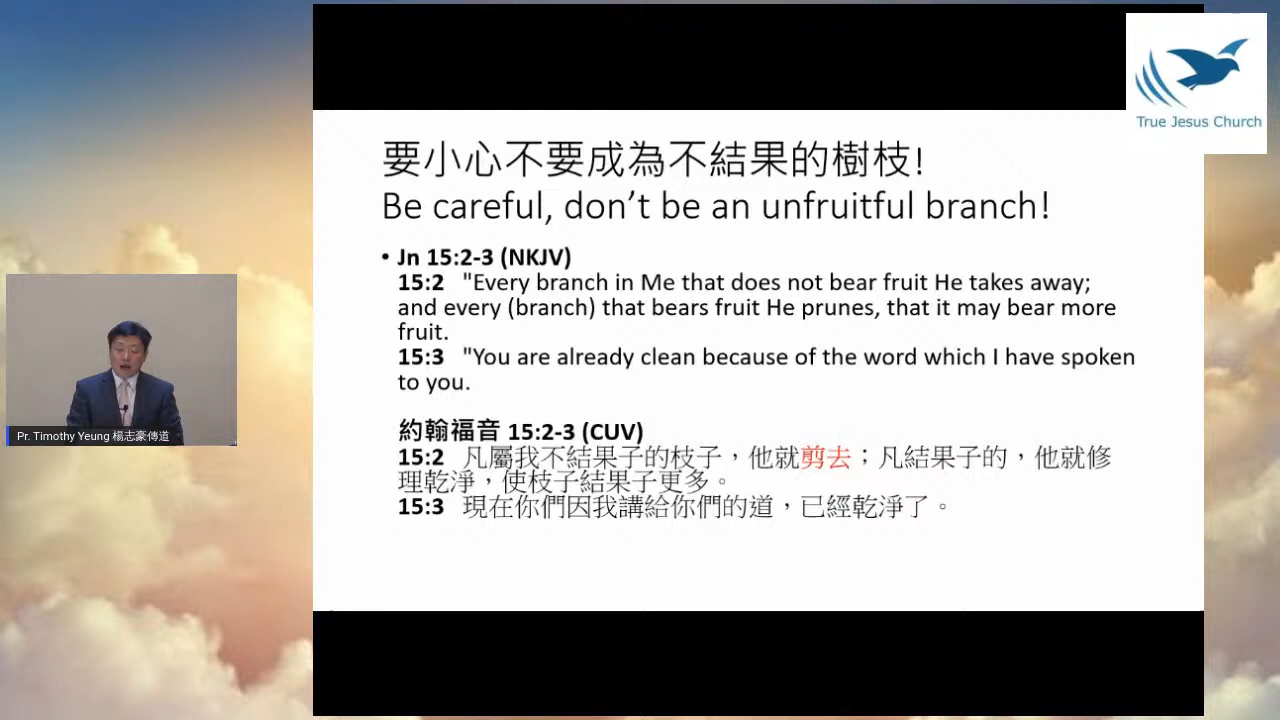 True Jesus Church
要小心不要成為不結果的樹枝!
Be careful, don't be an unfruitful branch!
• Jn 15:2-3 (NKJV)
15:2 "Every branch in Me that does not bear fruit He takes away;
and every (branch) that bears fruit He prunes, that it may bear more
fruit.
15:3 "You are already clean because of the word which I have spoken
to you.
約翰福音 15:2-3 (CUV)
15:2 凡屬我不結果子的枝子，他就剪去；凡結果子的，他就修
理乾淨，使枝子結果子更多。
15:3 現在你們因我講給你們的道，已經乾淨了。
Pr. Timothy Yeung 楊志豪傳道